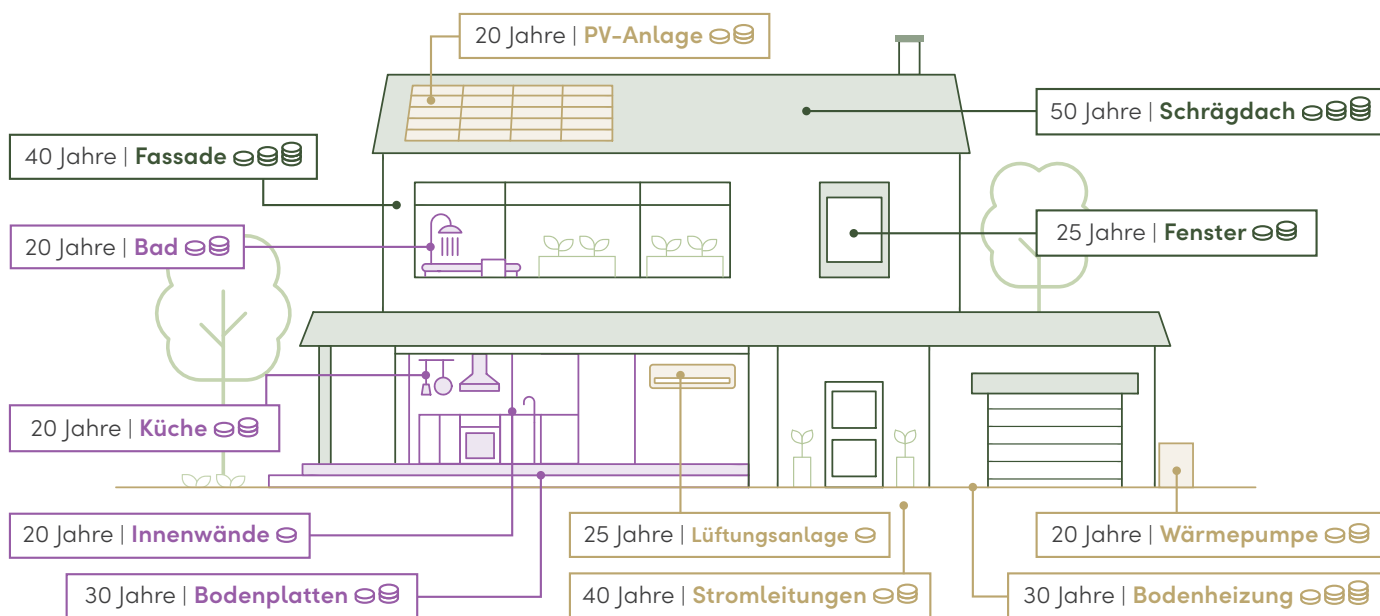 20 Jahre | PV-Anlage
50 Jahre | Schrägdach
40 Jahre | Fassade
25 Jahre | Fenster
20 Jahre | Bad
20 Jahre | Küche
20 Jahre | Innenwände
25 Jahre | Lüftungsanlage
20 Jahre | Wärmepumpe
30 Jahre | Bodenplatten
40 Jahre | Stromleitungen
30 Jahre | Bodenheizung